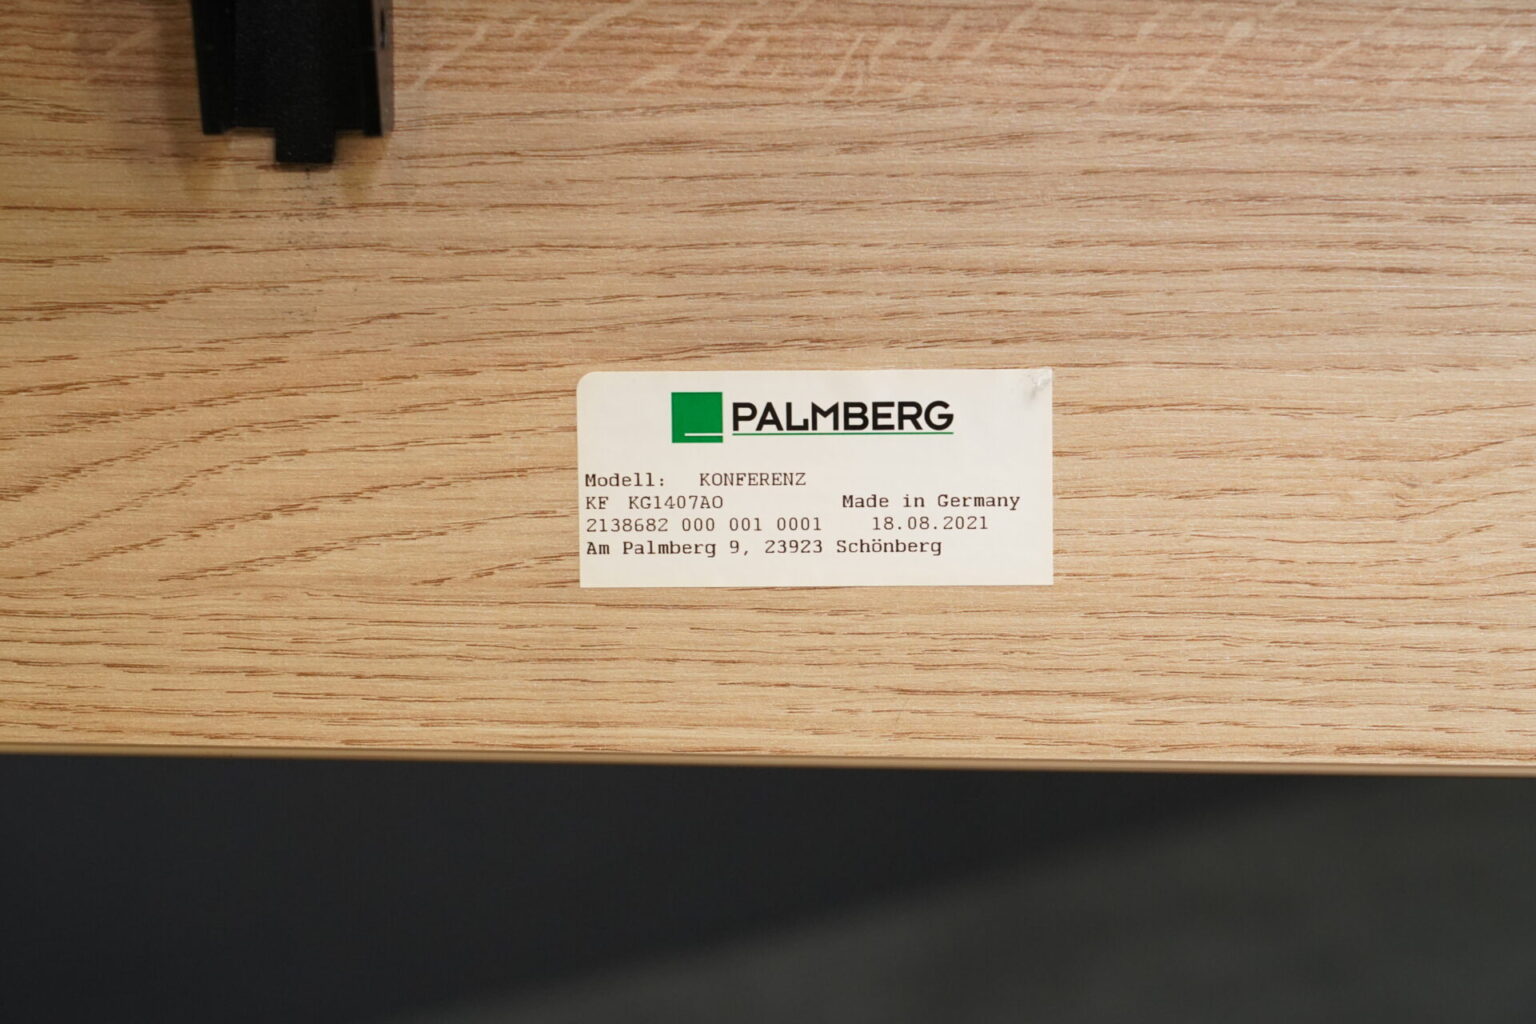 PALMBERG
Modell: KONFERENZ
KF KG1407AO
Made in Germany
2138682 000 001 0001 18.08.2021
Am Palmberg 9, 23923 Schönberg